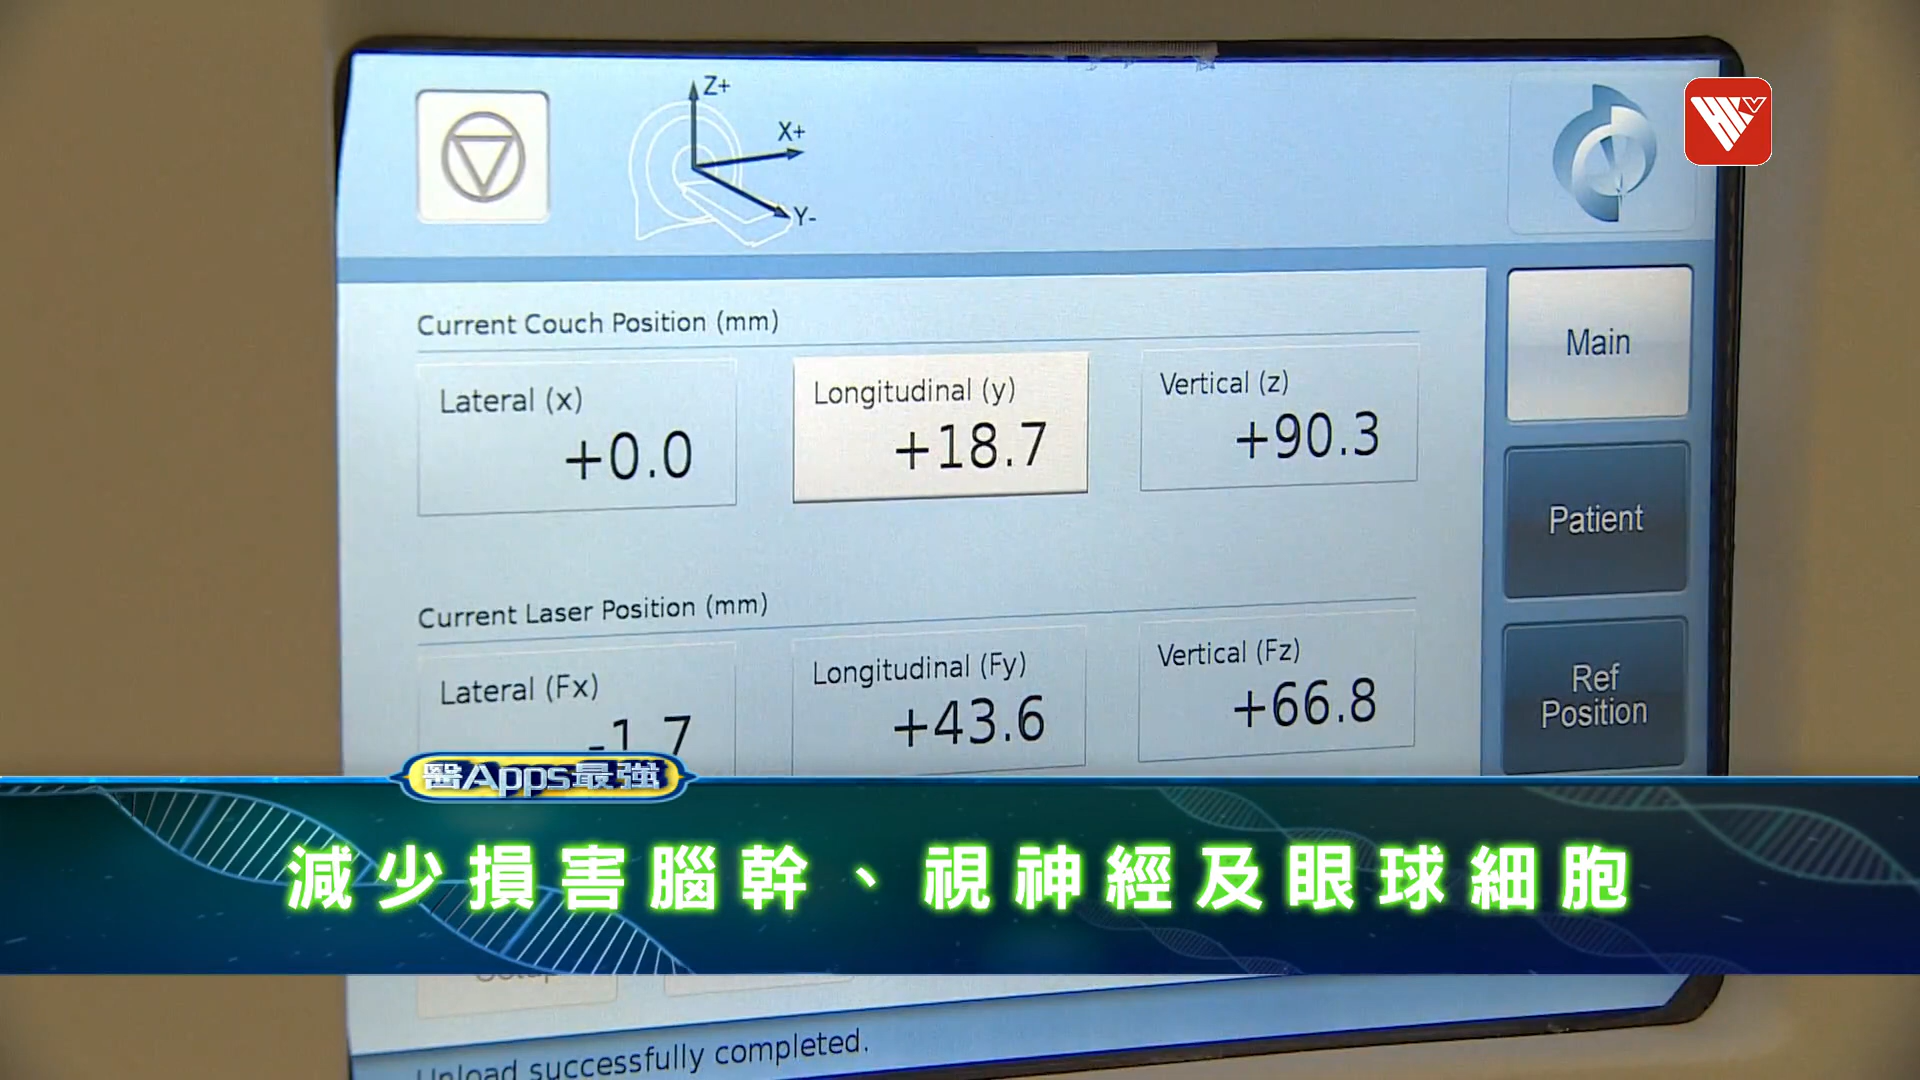 Z+
X+
Y-
Current Couch Position (mm)
Lateral (x)
+0.0
Longitudinal (y)
+18.7
Vertical (z)
+90.3
Main
Patient
Ref
Position
Current Laser Position (mm)
Lateral (Fx)
-1.7
Longitudinal (Fy)
+43.6
Vertical (Fz)
+66.8
醫Apps最強
減少損害腦幹、視神經及眼球細胞
successfully completed.